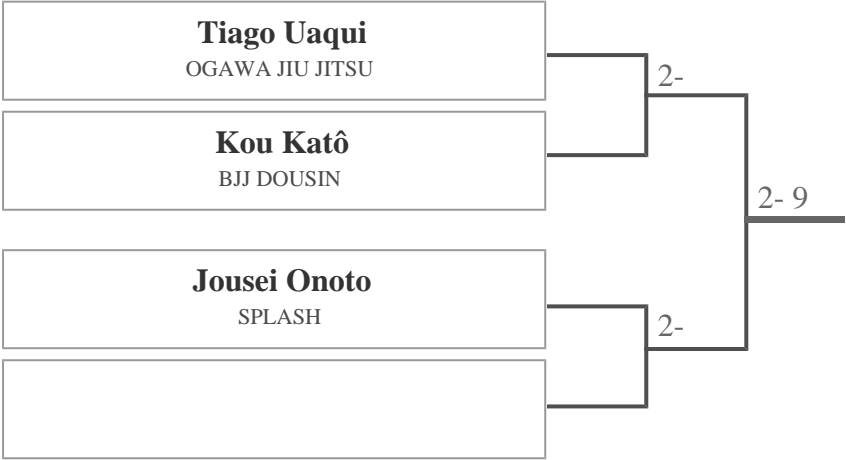 Tiago Uaqui
OGAWA JIU JITSU
2-
Kou Katô
BJJ DOUSIN
2- 9
Jousei Onoto
SPLASH
2-